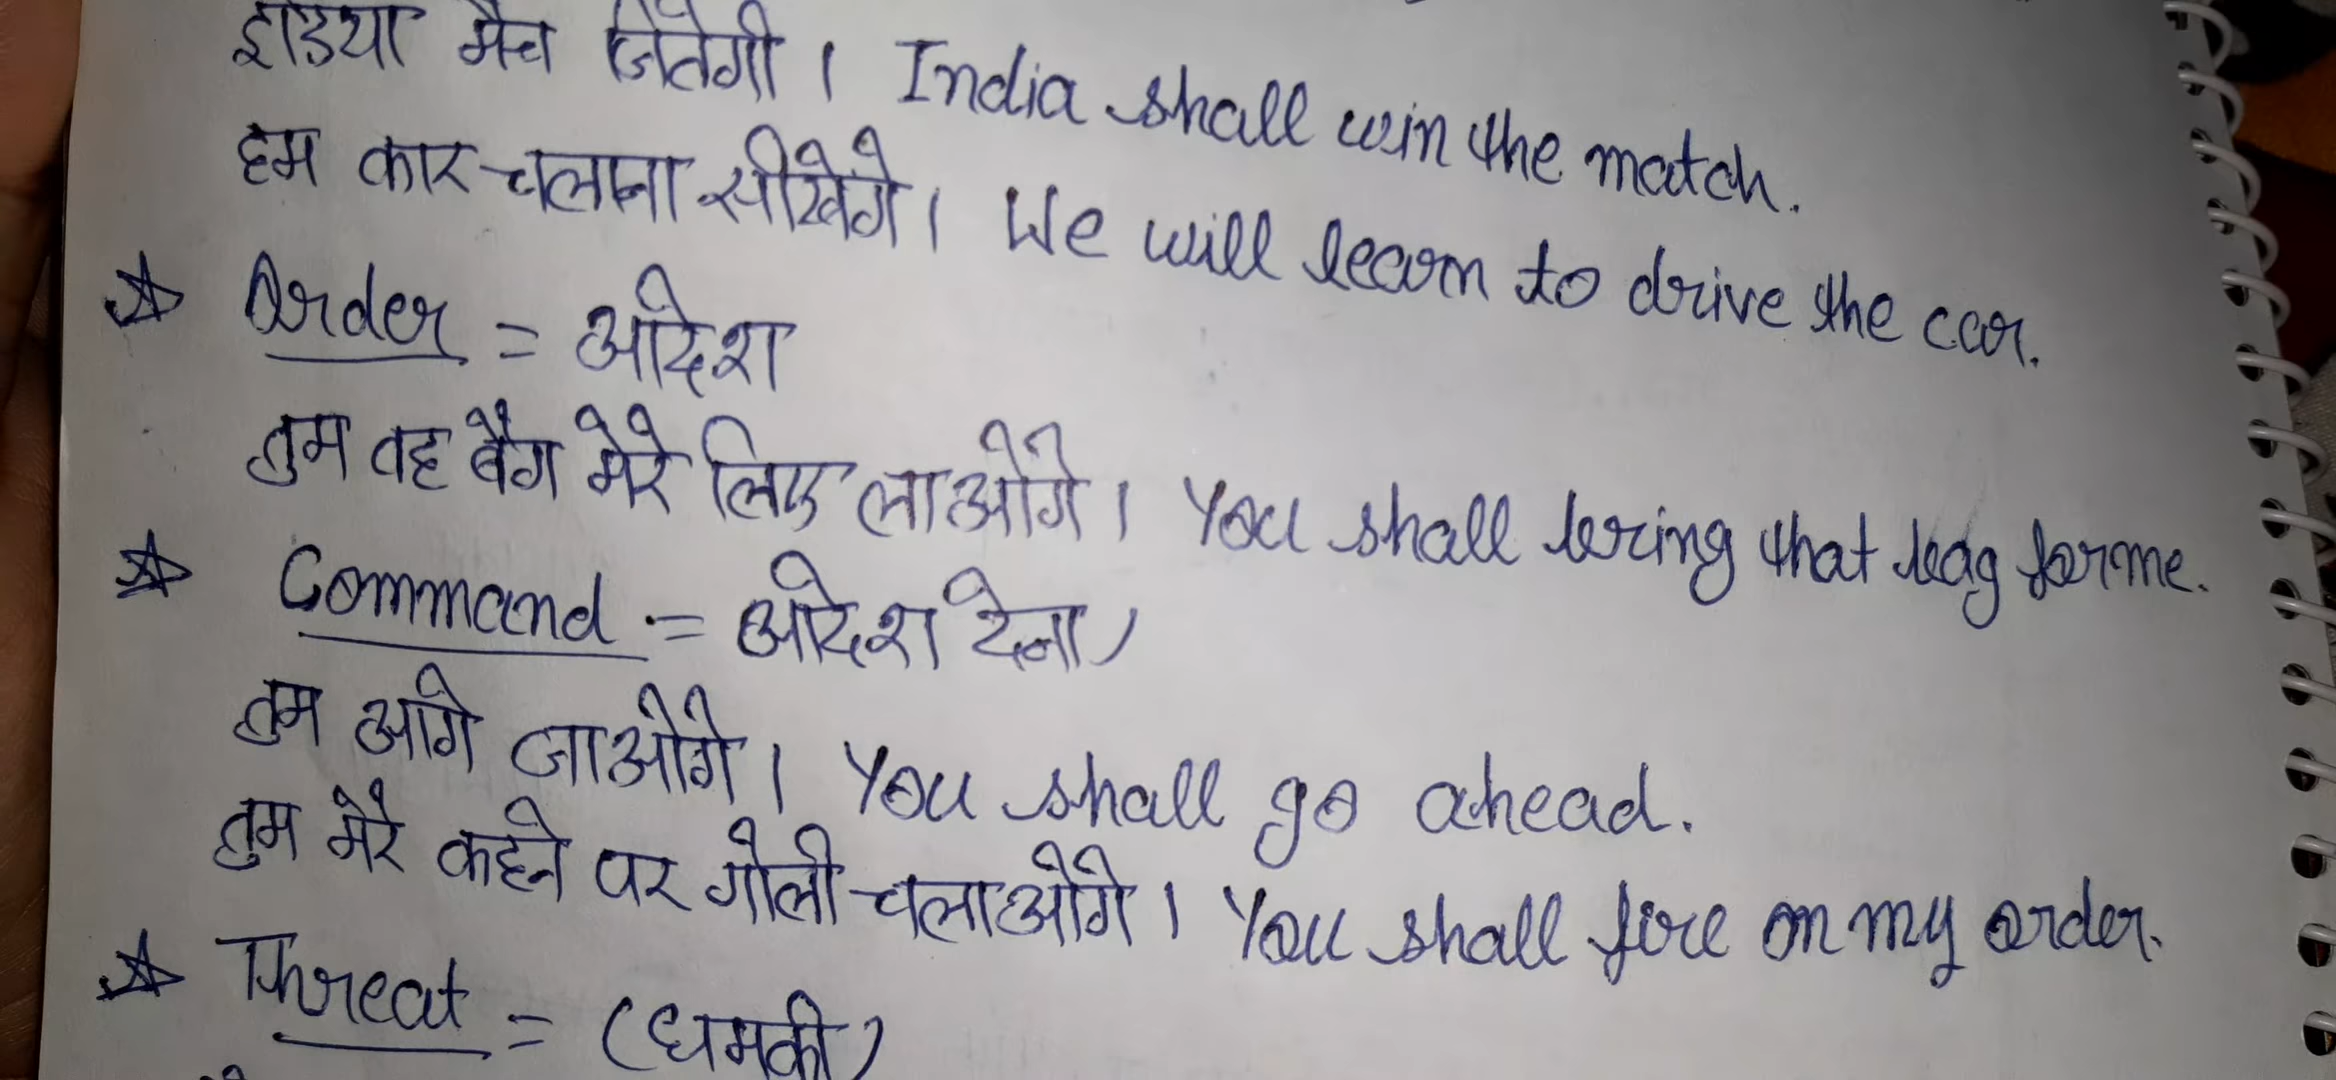 इंडिया मैच जितेगी। India shall win the match.
हम कार चलाना सीखेंगे। We will learn to drive the car.
☆ Order = आदेश
तुम वह बैग मेरे लिए लाओगे। You shall bring that bag for me.
☆ Command = आदेश देना)
तुम आगे जाओगे। You shall go ahead.
तुम मेरे कहने पर गोली चलाओगे। You shall fire on my order.
☆ Threat = (धमकी)